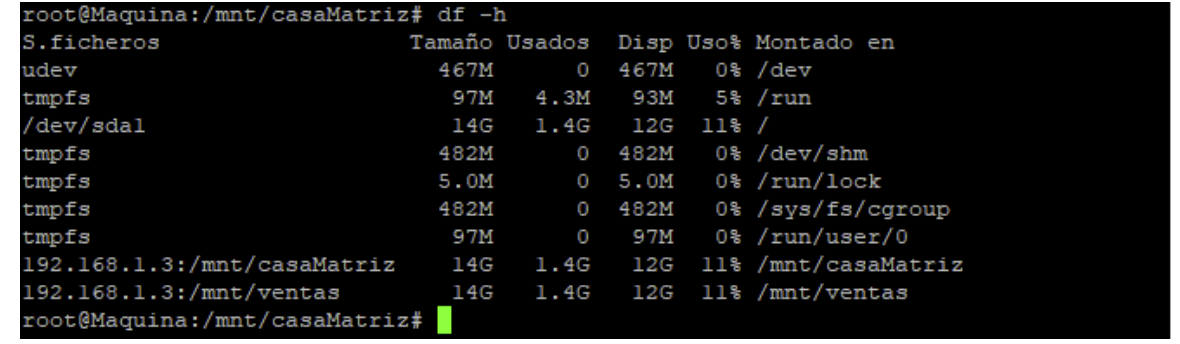 root@Maquina:/mnt/casaMatriz# df -h
S.ficheros Tamaño Usados Disp Uso% Montado en
udev 467M 0 467M 0% /dev
tmpfs 97M 4.3M 93M 5% /run
/dev/sda1 14G 1.4G 12G 11% /
tmpfs 482M 0 482M 0% /dev/shm
tmpfs 5.0M 0 5.0M 0% /run/lock
tmpfs 482M 0 482M 0% /sys/fs/cgroup
tmpfs 97M 0 97M 0% /run/user/0
192.168.1.3:/mnt/casaMatriz 14G 1.4G 12G 11% /mnt/casaMatriz
192.168.1.3:/mnt/ventas 14G 1.4G 12G 11% /mnt/ventas
root@Maquina:/mnt/casaMatriz#